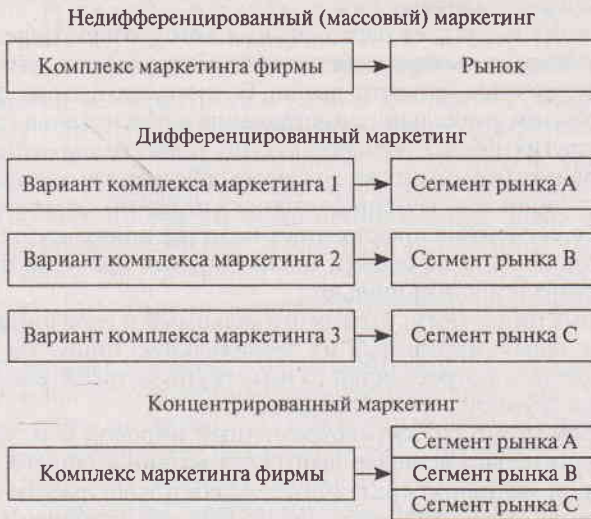 Недифференцированный (массовый) маркетинг
Комплекс маркетинга фирмы Рынок
Дифференцированный маркетинг
Вариант комплекса маркетинга 1 Сегмент рынка А
Вариант комплекса маркетинга 2 Сегмент рынка В
Вариант комплекса маркетинга 3 Сегмент рынка С
Концентрированный маркетинг
Сегмент рынка А
Комплекс маркетинга фирмы Сегмент рынка В
Сегмент рынка С